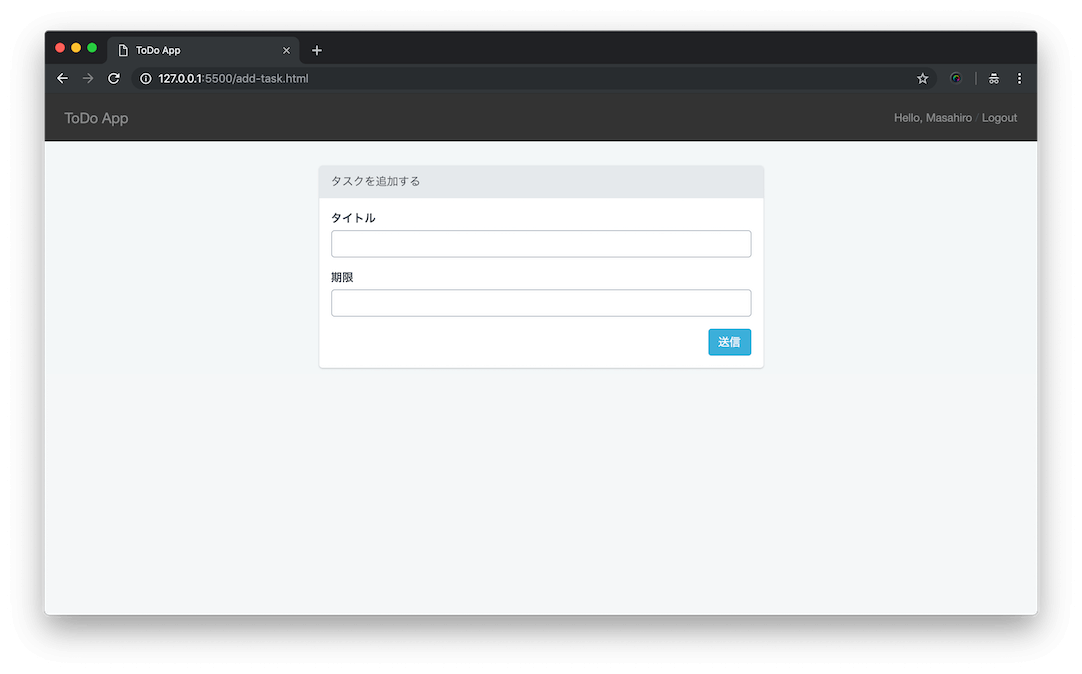 ToDo App
127.0.0.1:5500/add-task.html
ToDo App
Hello, Masahiro / Logout
タスクを追加する
タイトル
期限
送信